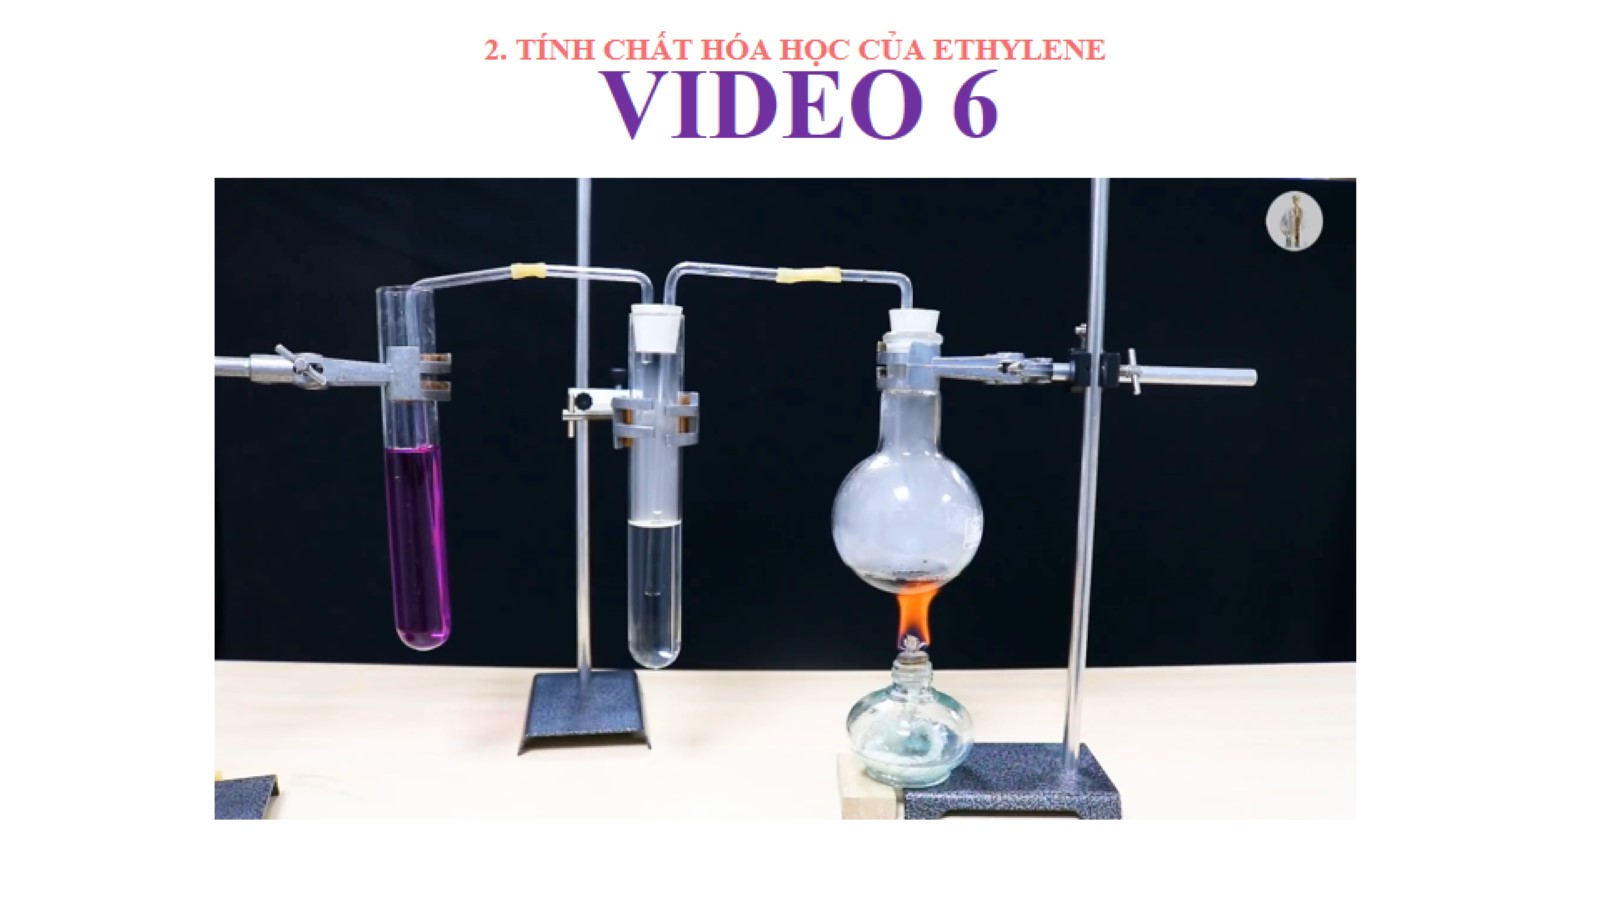 2. TÍNH CHẤT HÓA HỌC CỦA ETHYLENE
VIDEO 6